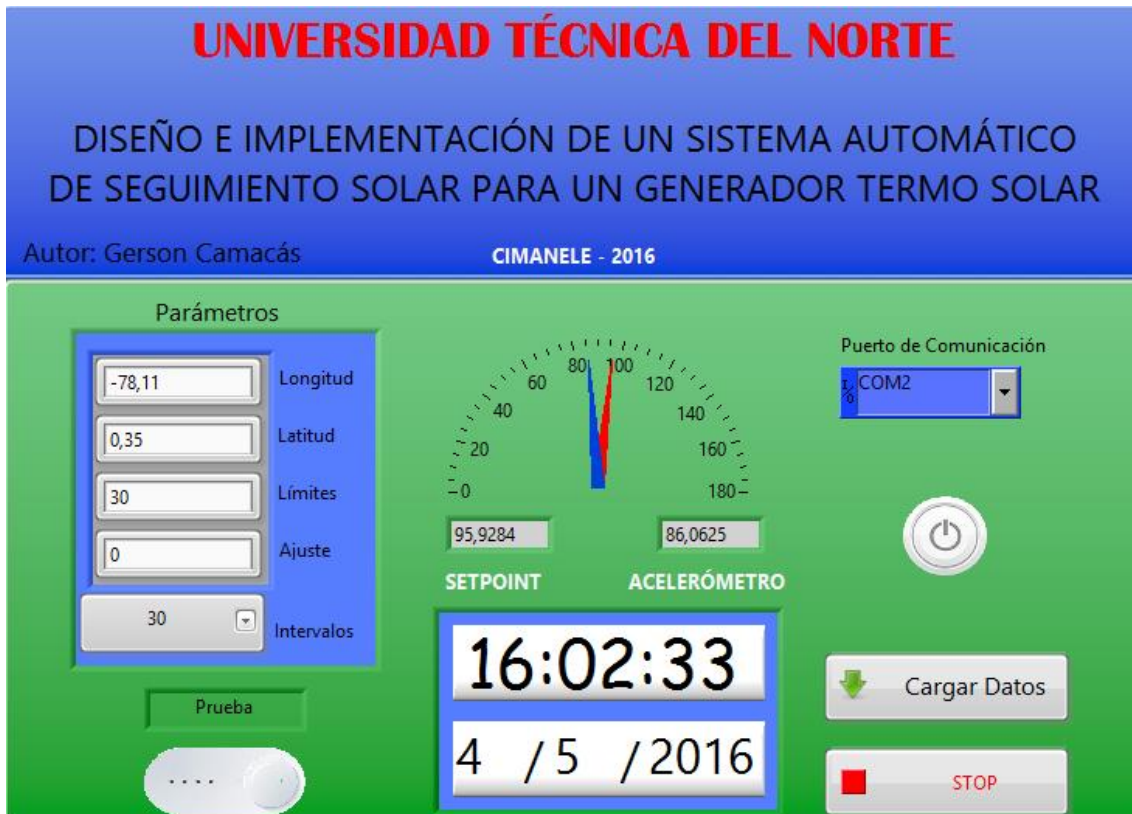 UNIVERSIDAD TÉCNICA DEL NORTE
DISEÑO E IMPLEMENTACIÓN DE UN SISTEMA AUTOMÁTICO
DE SEGUIMIENTO SOLAR PARA UN GENERADOR TERMO SOLAR
Autor: Gerson Camacás
CIMANELE - 2016
Parámetros
-78,11 Longitud
0,35 Latitud
30 Límites
0 Ajuste
30 Intervalos
Prueba
0 20 40 60 80 100 120 140 160 180
95,9284 86,0625
SETPOINT ACELERÓMETRO
16:02:33
4 / 5 / 2016
Puerto de Comunicación
I/O COM2
Cargar Datos
STOP